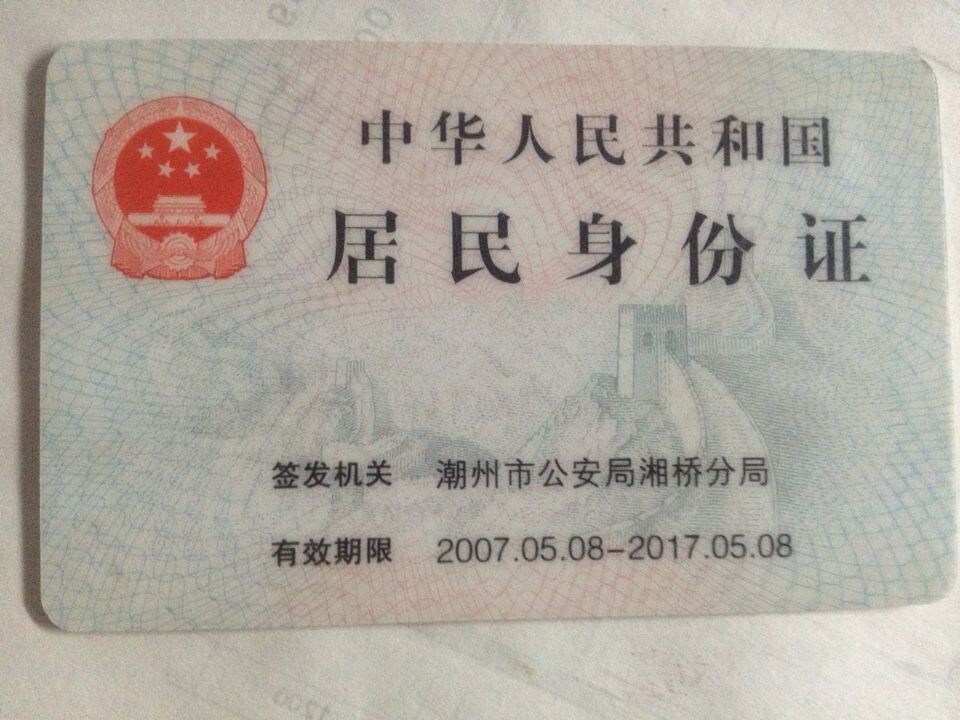 中华人民共和国
居民身份证
签发机关 潮州市公安局湘桥分局
有效期限 2007.05.08-2017.05.08